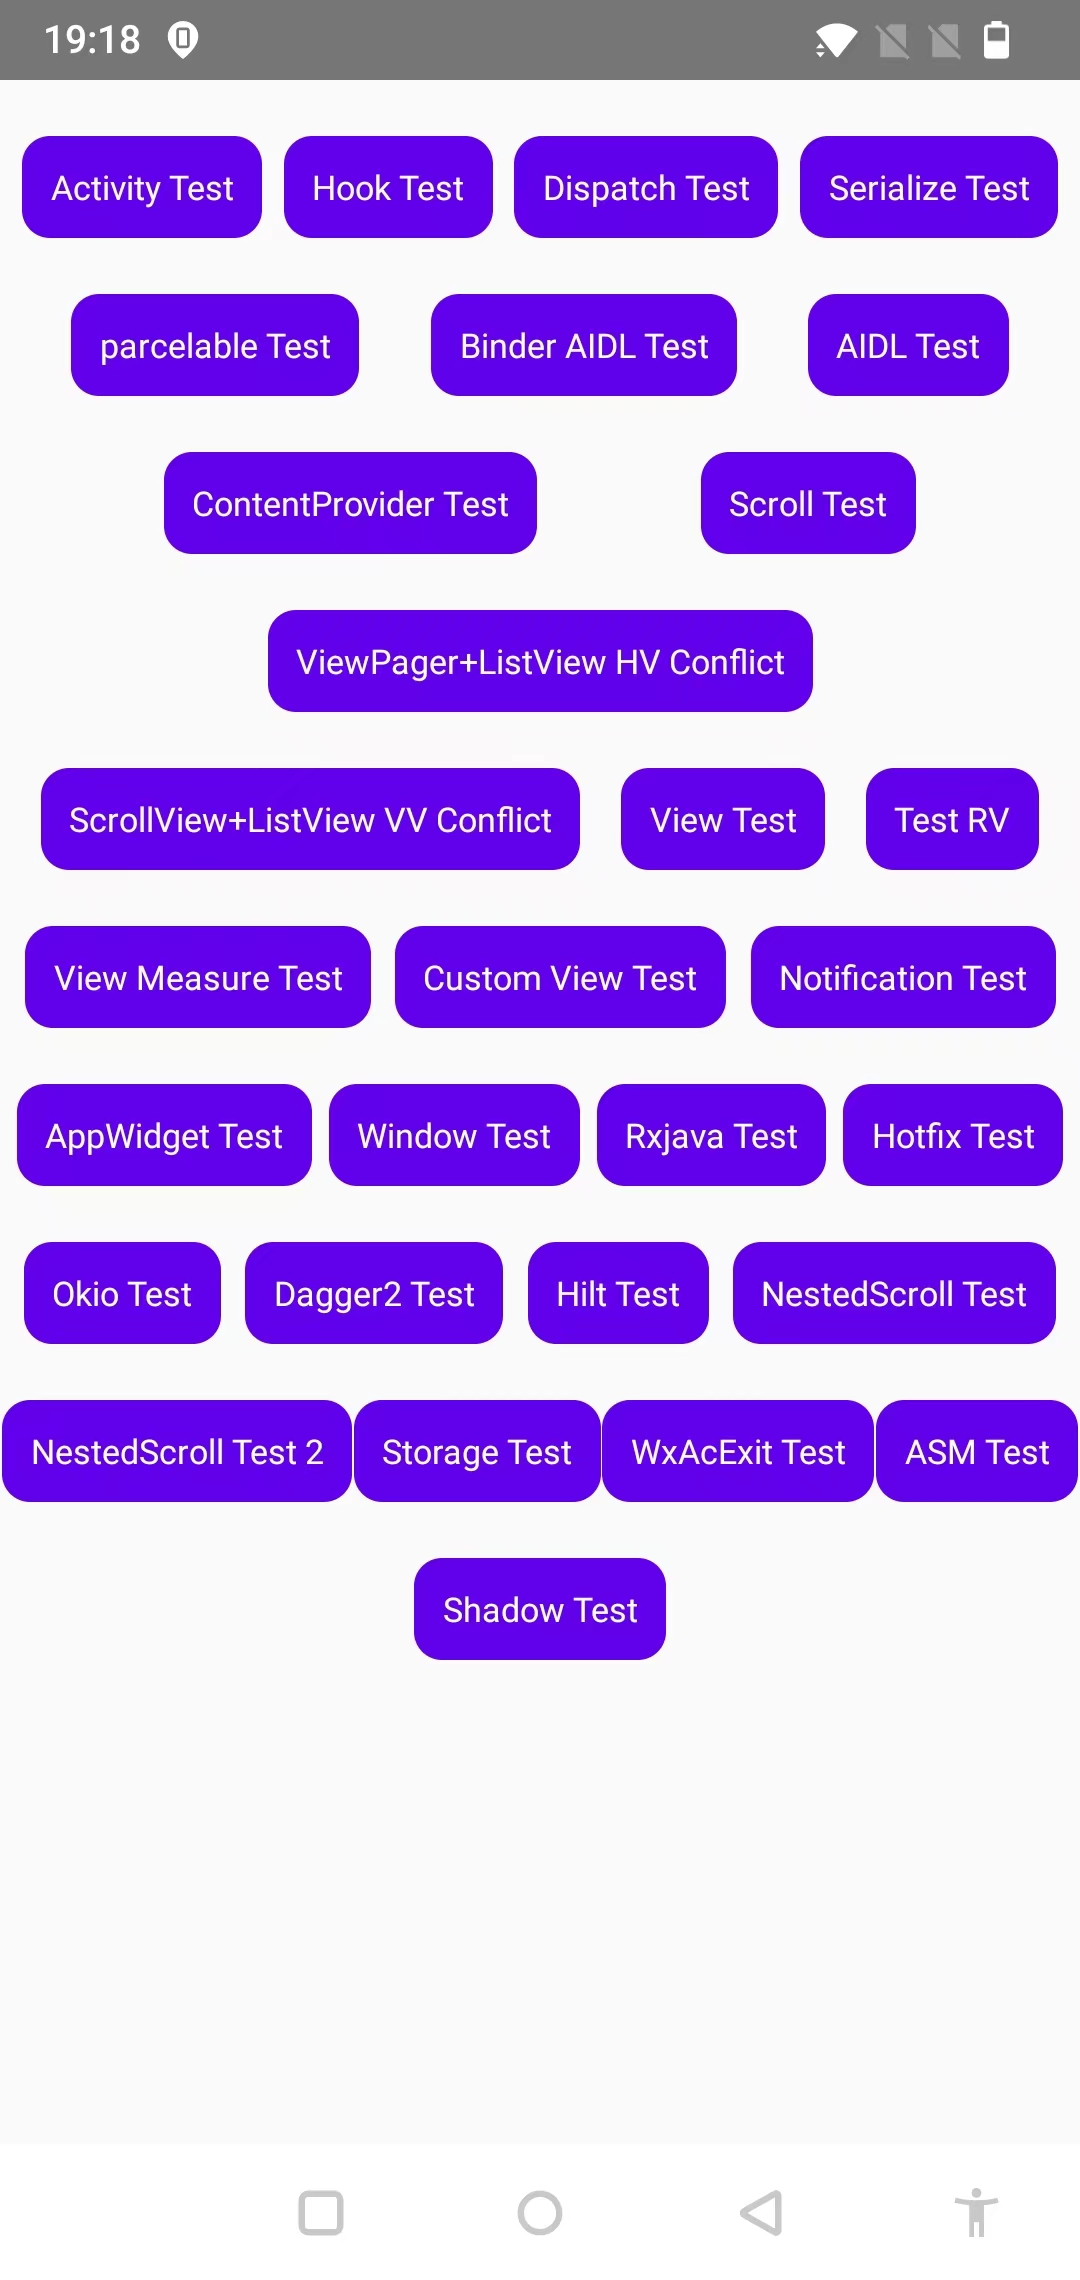 19:18
Activity Test Hook Test Dispatch Test Serialize Test
parcelable Test Binder AIDL Test AIDL Test
ContentProvider Test Scroll Test
ViewPager+ListView HV Conflict
ScrollView+ListView VV Conflict View Test Test RV
View Measure Test Custom View Test Notification Test
AppWidget Test Window Test Rxjava Test Hotfix Test
Okio Test Dagger2 Test Hilt Test NestedScroll Test
NestedScroll Test 2 Storage Test WxAcExit Test ASM Test
Shadow Test